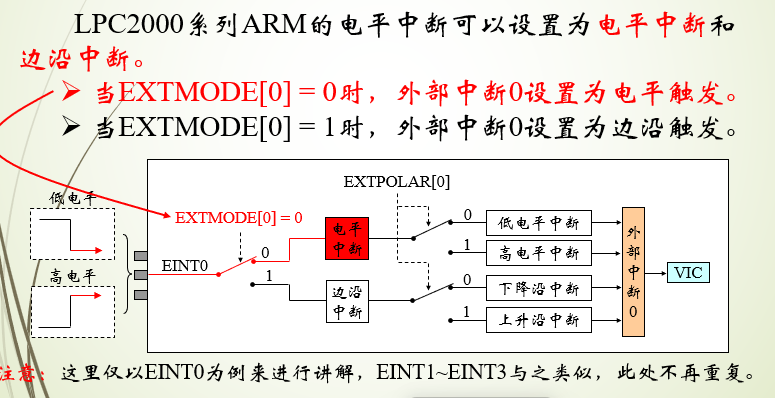 LPC2000系列ARM的电平中断可以设置为电平中断和
边沿中断。
当EXTMODE[0] = 0时，外部中断0设置为电平触发。
当EXTMODE[0] = 1时，外部中断0设置为边沿触发。
EXTPOLAR[0]
低电平
EXTMODE[0] = 0
电平
中断
0
低电平中断
1
高电平中断
外
部
中
断
0
高电平
EINT0
0
1
VIC
边沿
中断
0
下降沿中断
1
上升沿中断
注意：这里仅以EINT0为例来进行讲解，EINT1~EINT3与之类似，此处不再重复。